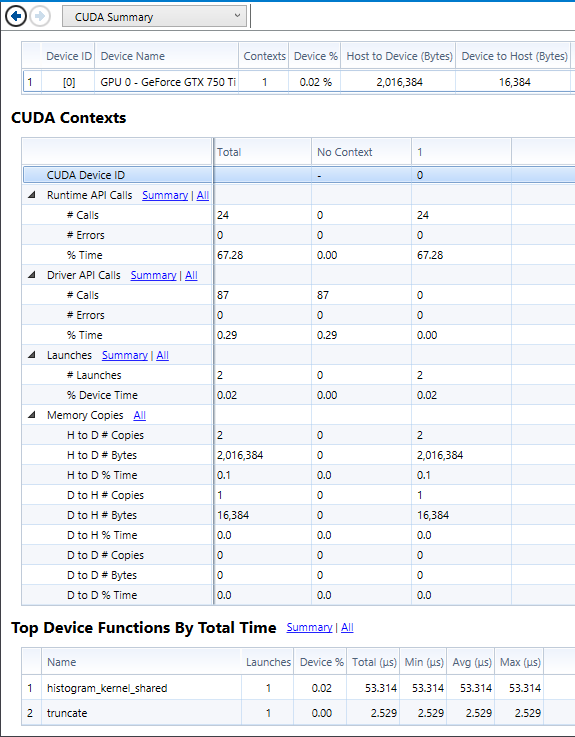 CUDA Summary
Device ID Device Name Contexts Device % Host to Device (Bytes) Device to Host (Bytes)
1 [0] GPU 0 - GeForce GTX 750 Ti 1 0.02 % 2,016,384 16,384
CUDA Contexts
Total No Context 1
CUDA Device ID - 0
Runtime API Calls Summary | All
# Calls 24 0 24
# Errors 0 0 0
% Time 67.28 0.00 67.28
Driver API Calls Summary | All
# Calls 87 87 0
# Errors 0 0 0
% Time 0.29 0.29 0.00
Launches Summary | All
# Launches 2 0 2
% Device Time 0.02 0.00 0.02
Memory Copies All
H to D # Copies 2 0 2
H to D # Bytes 2,016,384 0 2,016,384
H to D % Time 0.1 0.0 0.1
D to H # Copies 1 0 1
D to H # Bytes 16,384 0 16,384
D to H % Time 0.0 0.0 0.0
D to D # Copies 0 0 0
D to D # Bytes 0 0 0
D to D % Time 0.0 0.0 0.0
Top Device Functions By Total Time Summary | All
Name Launches Device % Total (µs) Min (µs) Avg (µs) Max (µs)
1 histogram_kernel_shared 1 0.02 53.314 53.314 53.314 53.314
2 truncate 1 0.00 2.529 2.529 2.529 2.529